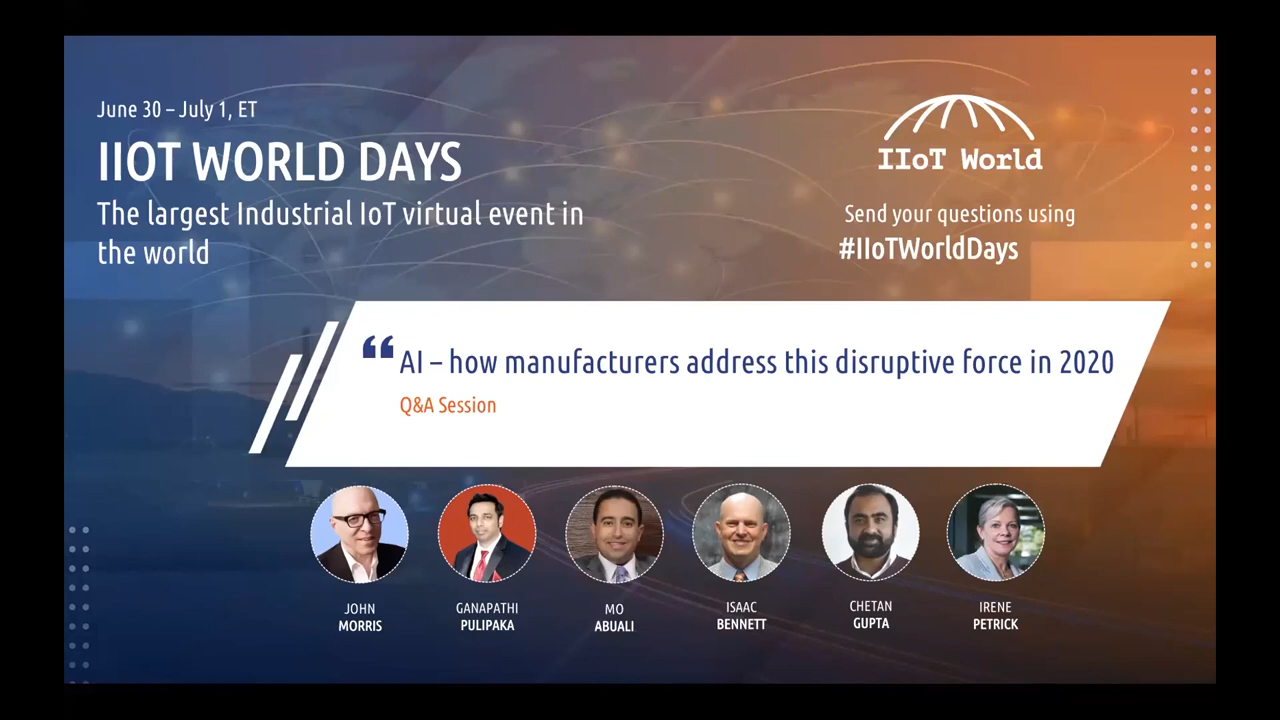 June 30 – July 1, ET
IIOT WORLD DAYS
The largest Industrial IoT virtual event in
the world
IIoT World
Send your questions using
#IIoTWorldDays
“ AI – how manufacturers address this disruptive force in 2020
Q&A Session
JOHN
MORRIS
GANAPATHI
PULIPAKA
MO
ABUALI
ISAAC
BENNETT
CHETAN
GUPTA
IRENE
PETRICK